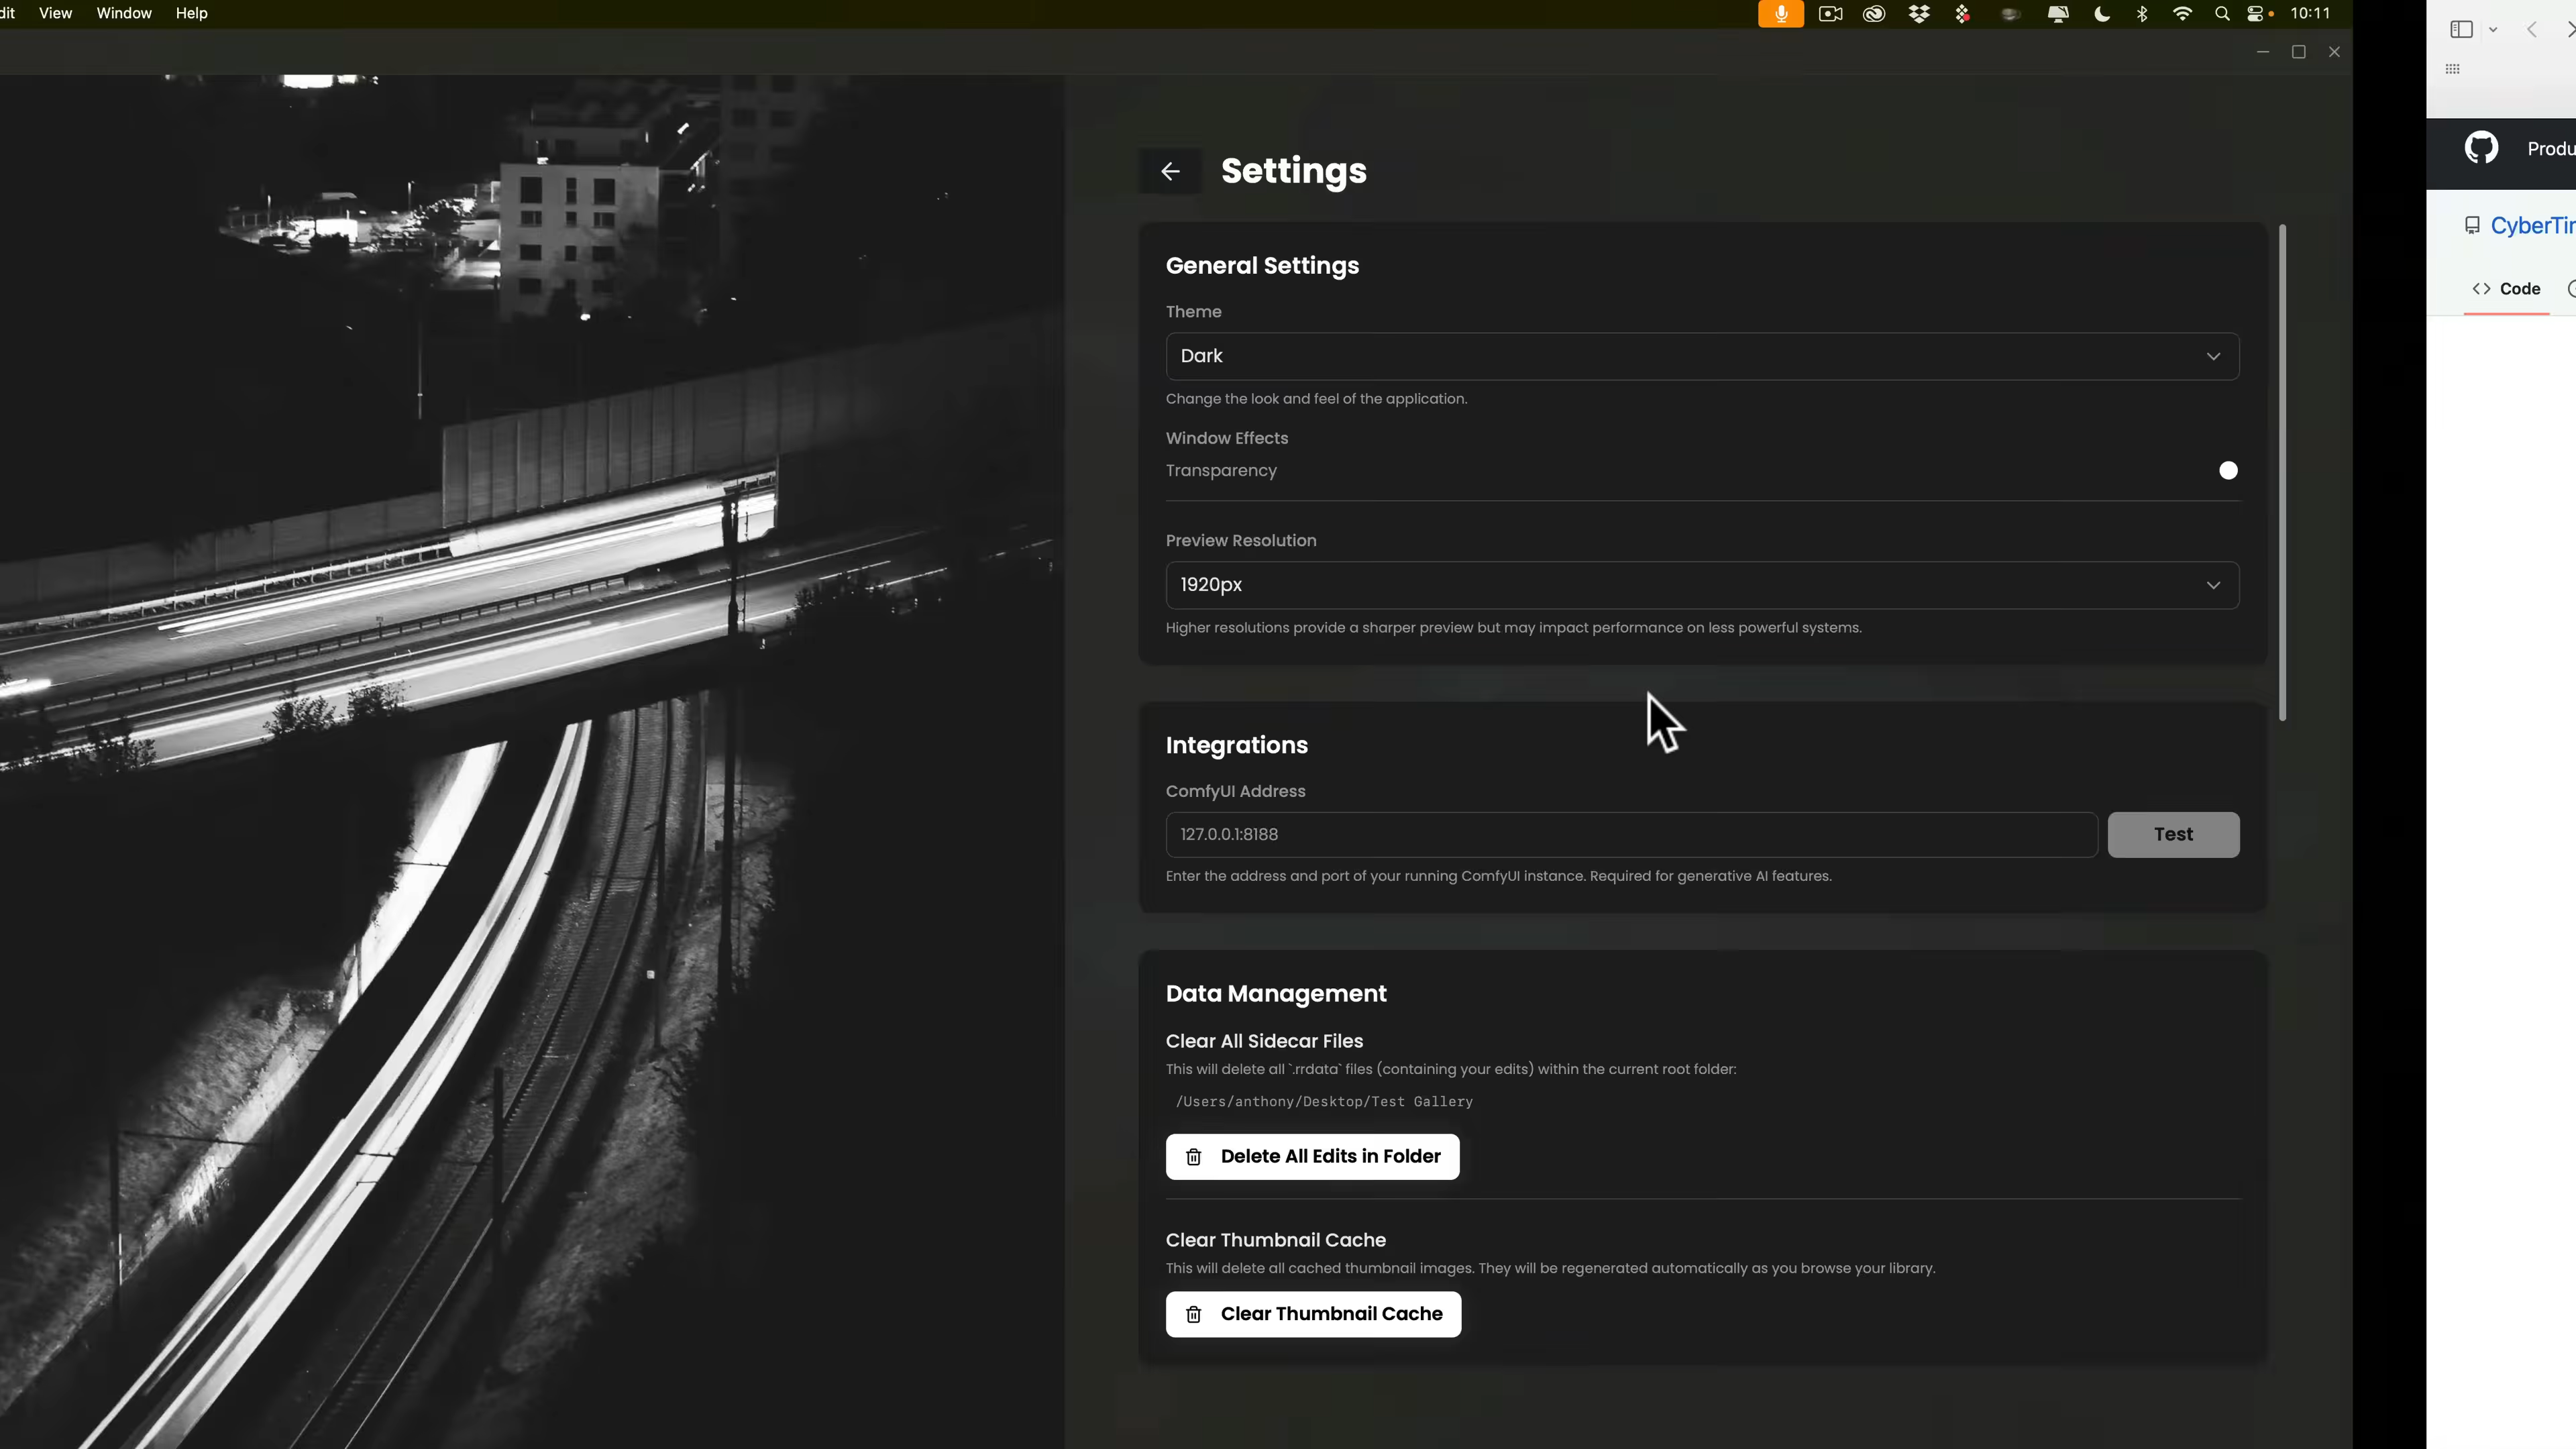 View Window Help
10:11
Settings
General Settings
Theme
Dark
Change the look and feel of the application.
Window Effects
Transparency
Preview Resolution
1920px
Higher resolutions provide a sharper preview but may impact performance on less powerful systems.
Integrations
ComfyUI Address
127.0.0.1:8188
Test
Enter the address and port of your running ComfyUI instance. Required for generative AI features.
Data Management
Clear All Sidecar Files
This will delete all `.rrdata` files (containing your edits) within the current root folder:
/Users/anthony/Desktop/Test Gallery
Delete All Edits in Folder
Clear Thumbnail Cache
This will delete all cached thumbnail images. They will be regenerated automatically as you browse your library.
Clear Thumbnail Cache
Produ
CyberTi
Code